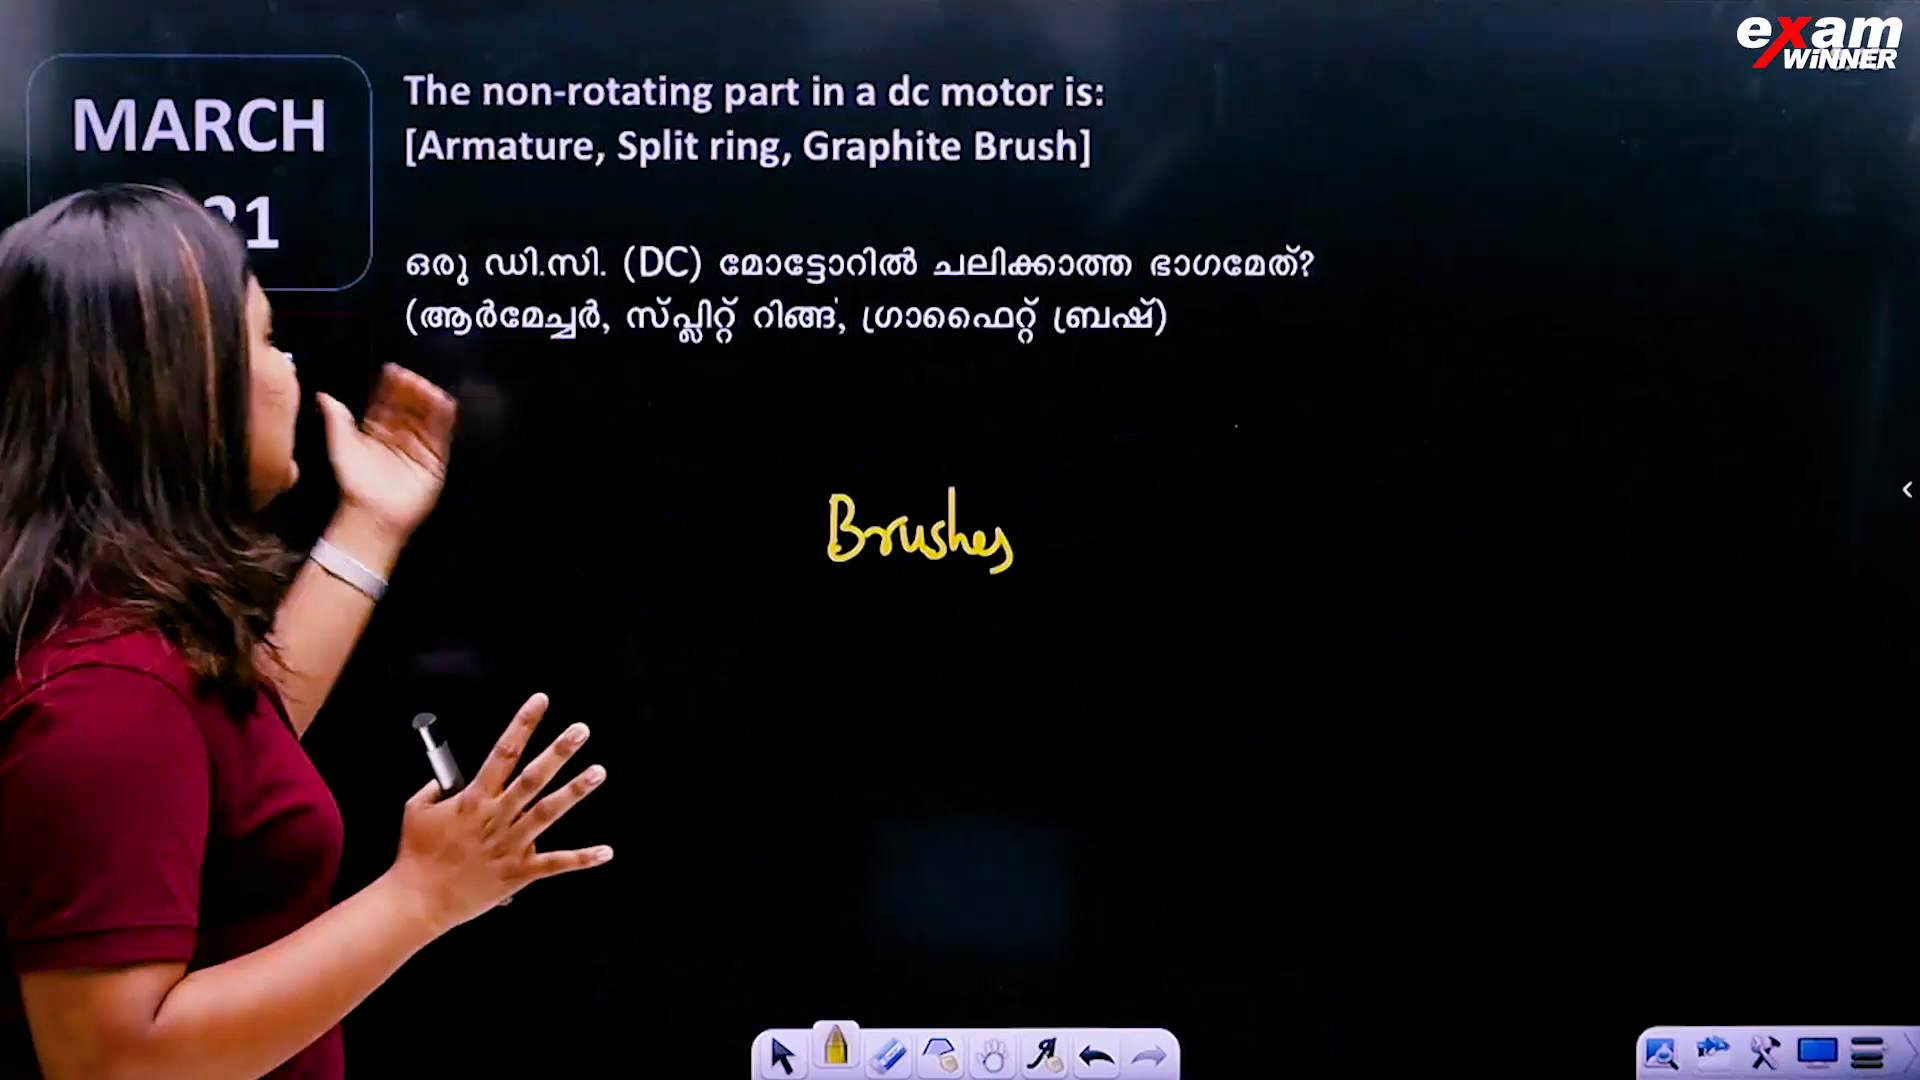 exam
WiNNER
MARCH
21
The non-rotating part in a dc motor is:
[Armature, Split ring, Graphite Brush]
ഒരു ഡി.സി. (DC) മോട്ടോറിൽ ചലിക്കാത്ത ഭാഗമേത്?
(ആർമേച്ചർ, സ്പ്ലിറ്റ് റിങ്ങ്, ഗ്രാഫൈറ്റ് ബ്രഷ്)
Brushes